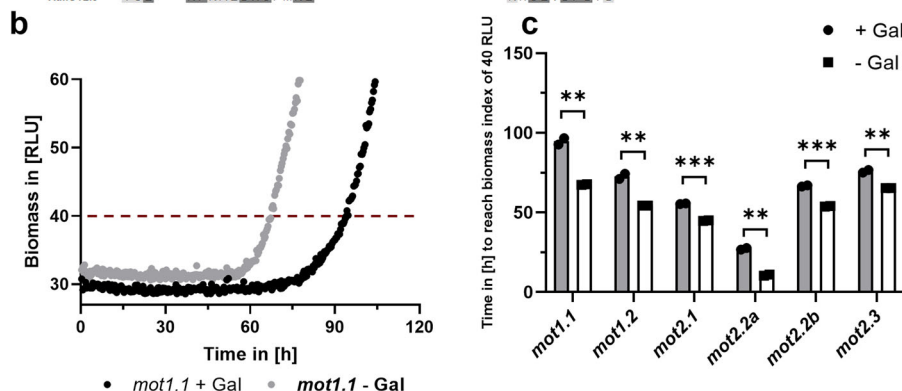 b
Biomass in [RLU]
60
50
40
30
0
30
60
90
120
Time in [h]
mot1.1 + Gal
mot1.1 - Gal
c
Time in [h] to reach biomass index of 40 RLU
150
100
50
0
+ Gal
- Gal
**
**
***
**
***
**
mot1.1
mot1.2
mot2.1
mot2.2a
mot2.2b
mot2.3